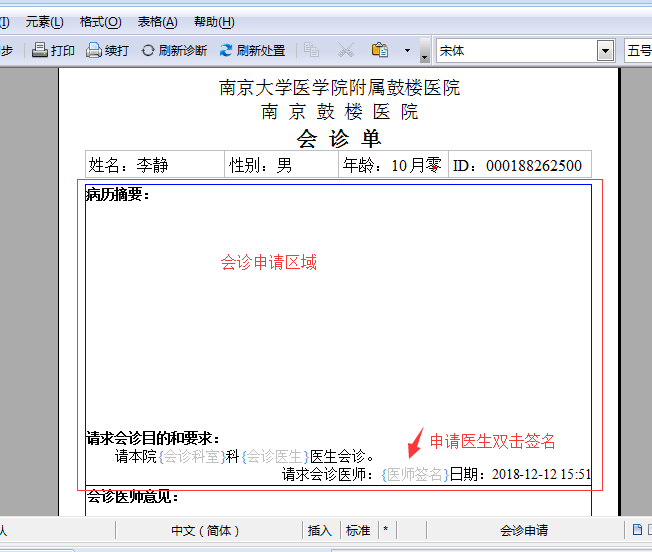 (I) 元素(L) 格式(O) 表格(A) 帮助(H)
步 打印 续打 刷新诊断 刷新处置 宋体 五号
南京大学医学院附属鼓楼医院
南 京 鼓 楼 医 院
会 诊 单
姓名：李静 性别：男 年龄：10月零 ID：000188262500
病历摘要：
会诊申请区域
请求会诊目的和要求：
请本院{会诊科室}科{会诊医生}医生会诊。
申请医生双击签名
请求会诊医师：{医师签名}日期：2018-12-12 15:51
会诊医师意见：
人 中文（简体） 插入 标准 * 会诊申请